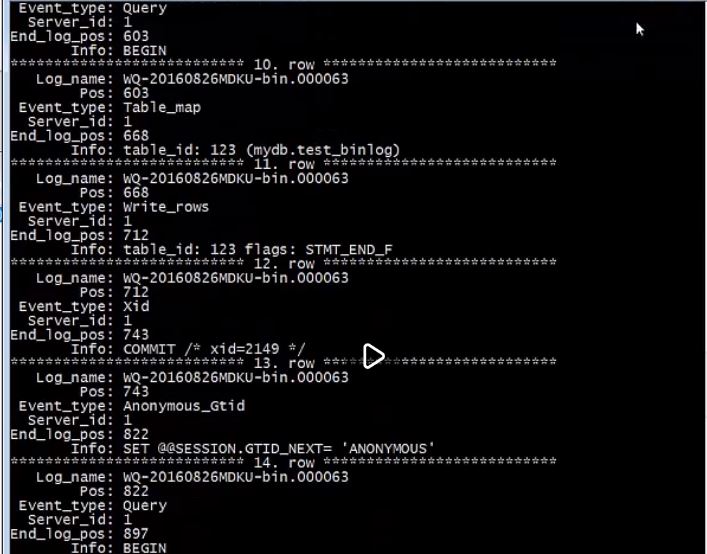 Event_type: Query
Server_id: 1
End_log_pos: 603
Info: BEGIN
*************************** 10. row ***************************
Log_name: WQ-20160826MDKU-bin.000063
Pos: 603
Event_type: Table_map
Server_id: 1
End_log_pos: 668
Info: table_id: 123 (mydb.test_binlog)
*************************** 11. row ***************************
Log_name: WQ-20160826MDKU-bin.000063
Pos: 668
Event_type: Write_rows
Server_id: 1
End_log_pos: 712
Info: table_id: 123 flags: STMT_END_F
*************************** 12. row ***************************
Log_name: WQ-20160826MDKU-bin.000063
Pos: 712
Event_type: Xid
Server_id: 1
End_log_pos: 743
Info: COMMIT /* xid=2149 */
*************************** 13. row ***************************
Log_name: WQ-20160826MDKU-bin.000063
Pos: 743
Event_type: Anonymous_Gtid
Server_id: 1
End_log_pos: 822
Info: SET @@SESSION.GTID_NEXT= 'ANONYMOUS'
*************************** 14. row ***************************
Log_name: WQ-20160826MDKU-bin.000063
Pos: 822
Event_type: Query
Server_id: 1
End_log_pos: 897
Info: BEGIN